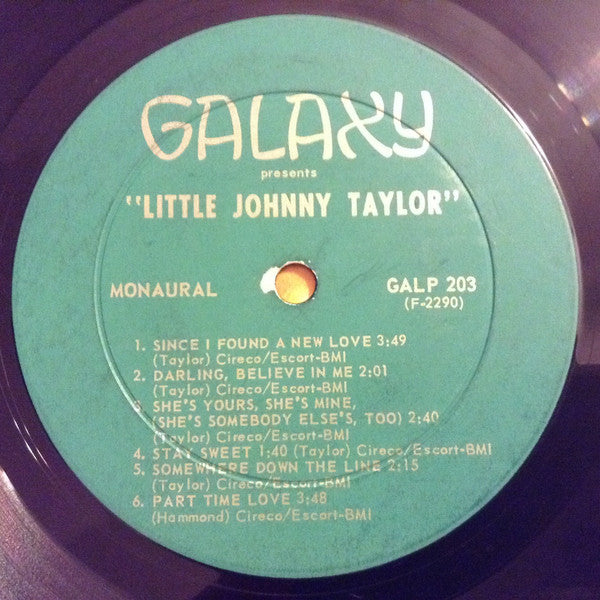 GALAXY
presents
"LITTLE JOHNNY TAYLOR"
MONAURAL
GALP 203
(F-2290)
1. SINCE I FOUND A NEW LOVE 3:49
(Taylor) Cireco/Escort-BMI
2. DARLING, BELIEVE IN ME 2:01
(Taylor) Cireco/Escort-BMI
3. SHE'S YOURS, SHE'S MINE,
(SHE'S SOMEBODY ELSE'S, TOO) 2:40
(Taylor) Cireco/Escort-BMI
4. STAY SWEET 1:40 (Taylor) Cireco/Escort-BMI
5. SOMEWHERE DOWN THE LINE 2:15
(Taylor) Cireco/Escort-BMI
6. PART TIME LOVE 3:48
(Hammond) Cireco/Escort-BMI